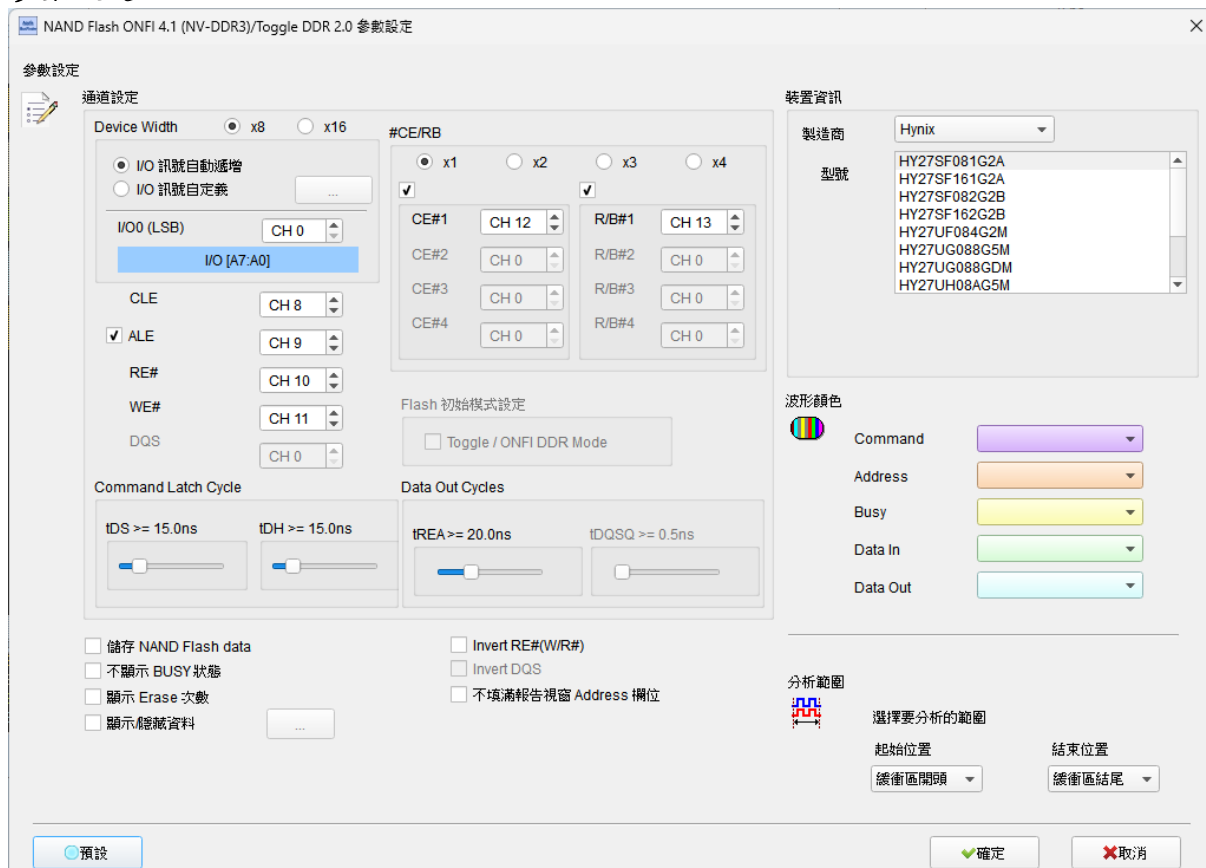 NAND Flash ONFI 4.1 (NV-DDR3)/Toggle DDR 2.0 參數設定
參數設定
通道設定
Device Width x8 x16
I/O 訊號自動遞增
I/O 訊號自定義 ...
I/O0 (LSB) CH 0
I/O [A7:A0]
CLE CH 8
ALE CH 9
RE# CH 10
WE# CH 11
DQS CH 0
#CE/RB
x1 x2 x3 x4
CE#1 CH 12 R/B#1 CH 13
CE#2 CH 0 R/B#2 CH 0
CE#3 CH 0 R/B#3 CH 0
CE#4 CH 0 R/B#4 CH 0
Flash 初始模式設定
Toggle / ONFI DDR Mode
Command Latch Cycle
tDS >= 15.0ns tDH >= 15.0ns
Data Out Cycles
tREA>= 20.0ns tDQSQ >= 0.5ns
儲存 NAND Flash data
不顯示 BUSY 狀態
顯示 Erase 次數
顯示/隱藏資料 ...
Invert RE#(W/R#)
Invert DQS
不填滿報告視窗 Address 欄位
裝置資訊
製造商 Hynix
型號
HY27SF081G2A
HY27SF161G2A
HY27SF082G2B
HY27SF162G2B
HY27UF084G2M
HY27UG088G5M
HY27UG088GDM
HY27UH08AG5M
波形顏色
Command
Address
Busy
Data In
Data Out
分析範圍
選擇要分析的範圍
起始位置 結束位置
緩衝區開頭 緩衝區結尾
預設 確定 取消